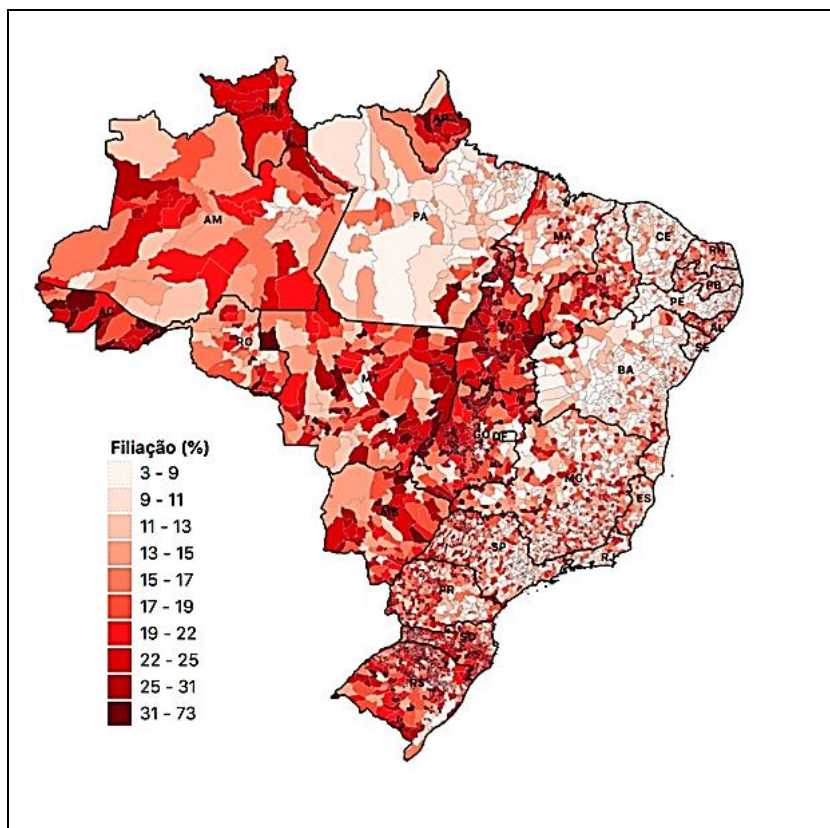 RR
AP
AM
PA
MA
CE
RN
PB
PI
PE
AC
TO
AL
SE
RO
MT
BA
GO
DF
Filiação (%)
3 - 9
9 - 11
11 - 13
13 - 15
15 - 17
17 - 19
19 - 22
22 - 25
25 - 31
31 - 73
MG
ES
MS
SP
RJ
PR
SC
RS